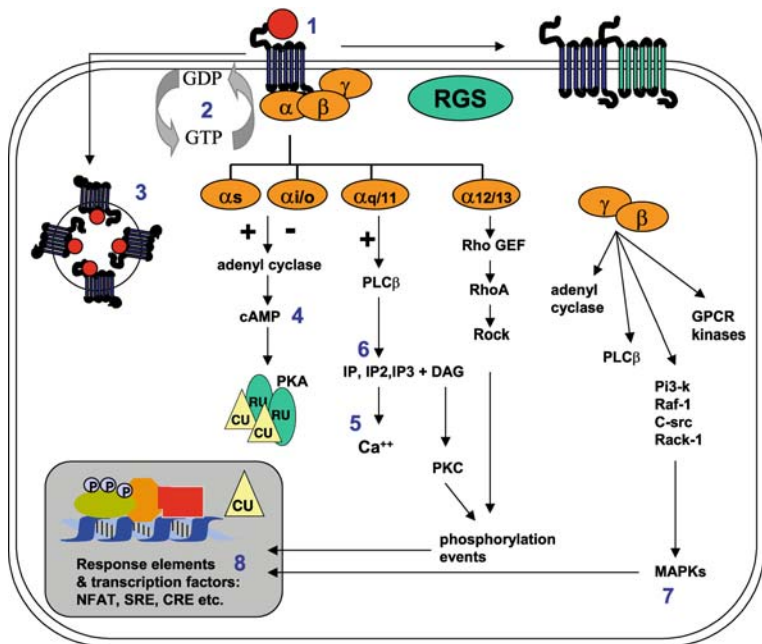 1
GDP
2
GTP
γ
α
β
RGS
3
αs
αi/o
αq/11
α12/13
γ
β
+
-
+
adenyl cyclase
cAMP
4
PKA
RU
RU
CU
CU
PLCβ
6
IP, IP2,IP3 + DAG
5
Ca++
PKC
Rho GEF
RhoA
Rock
phosphorylation
events
adenyl
cyclase
PLCβ
GPCR
kinases
Pi3-k
Raf-1
C-src
Rack-1
MAPKs
7
P
P
P
CU
Response elements
& transcription factors:
NFAT, SRE, CRE etc.
8